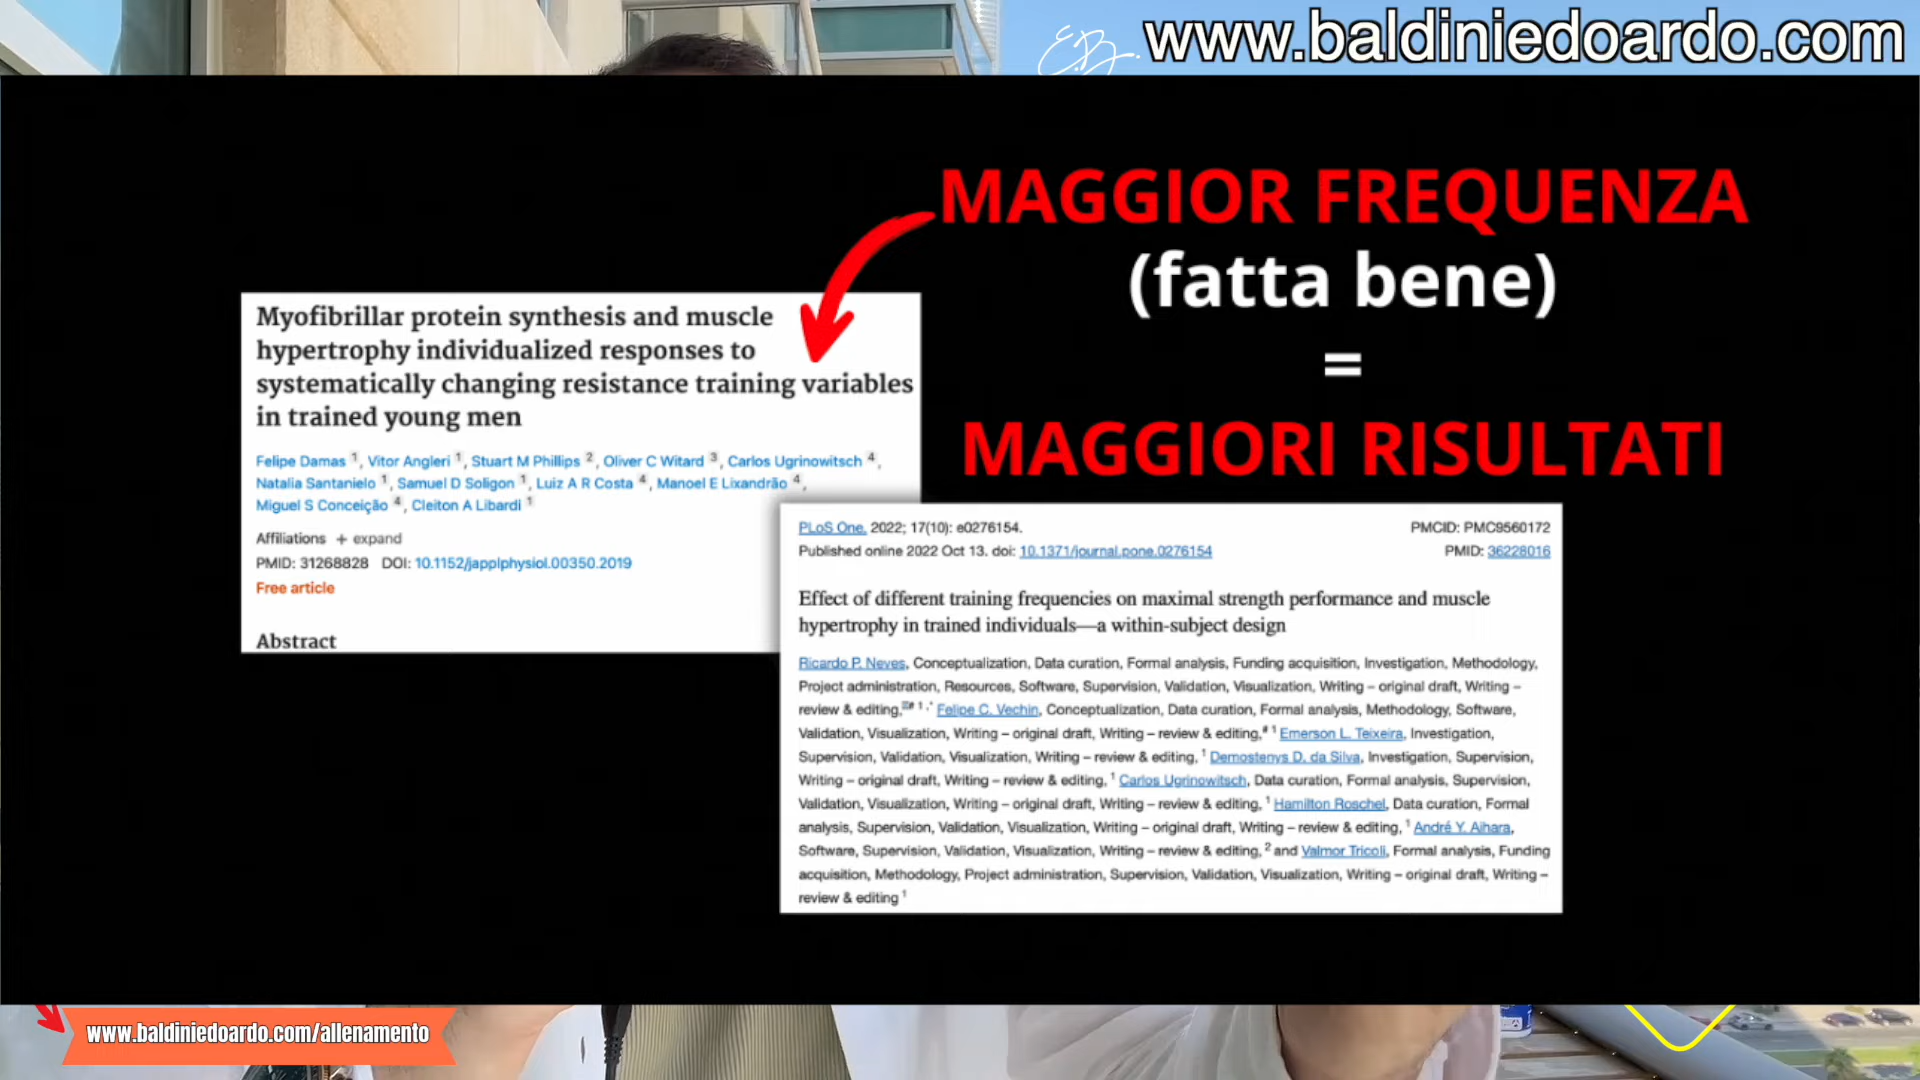 E.B.
www.baldiniedoardo.com
MAGGIOR FREQUENZA
(fatta bene)
=
MAGGIORI RISULTATI
Myofibrillar protein synthesis and muscle
hypertrophy individualized responses to
systematically changing resistance training variables
in trained young men
Felipe Damas 1, Vitor Angleri 1, Stuart M Phillips 2, Oliver C Witard 3, Carlos Ugrinowitsch 4,
Natalia Santanielo 1, Samuel D Soligon 1, Luiz A R Costa 4, Manoel E Lixandrão 4,
Miguel S Conceição 4, Cleiton A Libardi 1
Affiliations + expand
PMID: 31268828 DOI: 10.1152/japplphysiol.00350.2019
Free article
Abstract
PLoS One. 2022; 17(10): e0276154. PMCID: PMC9560172
Published online 2022 Oct 13. doi: 10.1371/journal.pone.0276154 PMID: 36228016
Effect of different training frequencies on maximal strength performance and muscle
hypertrophy in trained individuals—a within-subject design
Ricardo P. Neves, Conceptualization, Data curation, Formal analysis, Funding acquisition, Investigation, Methodology,
Project administration, Resources, Software, Supervision, Validation, Visualization, Writing – original draft, Writing –
review & editing,# 1,* Felipe C. Vechin, Conceptualization, Data curation, Formal analysis, Methodology, Software,
Validation, Visualization, Writing – original draft, Writing – review & editing,# 1 Emerson L. Teixeira, Investigation,
Supervision, Validation, Visualization, Writing – review & editing, 1 Demostenys D. da Silva, Investigation, Supervision,
Writing – original draft, Writing – review & editing, 1 Carlos Ugrinowitsch, Data curation, Formal analysis, Supervision,
Validation, Visualization, Writing – original draft, Writing – review & editing, 1 Hamilton Roschel, Data curation, Formal
analysis, Supervision, Validation, Visualization, Writing – original draft, Writing – review & editing, 1 André Y. Aihara,
Software, Supervision, Validation, Visualization, Writing – review & editing, 2 and Valmor Tricoli, Formal analysis, Funding
acquisition, Methodology, Project administration, Supervision, Validation, Visualization, Writing – original draft, Writing –
review & editing 1
www.baldiniedoardo.com/allenamento